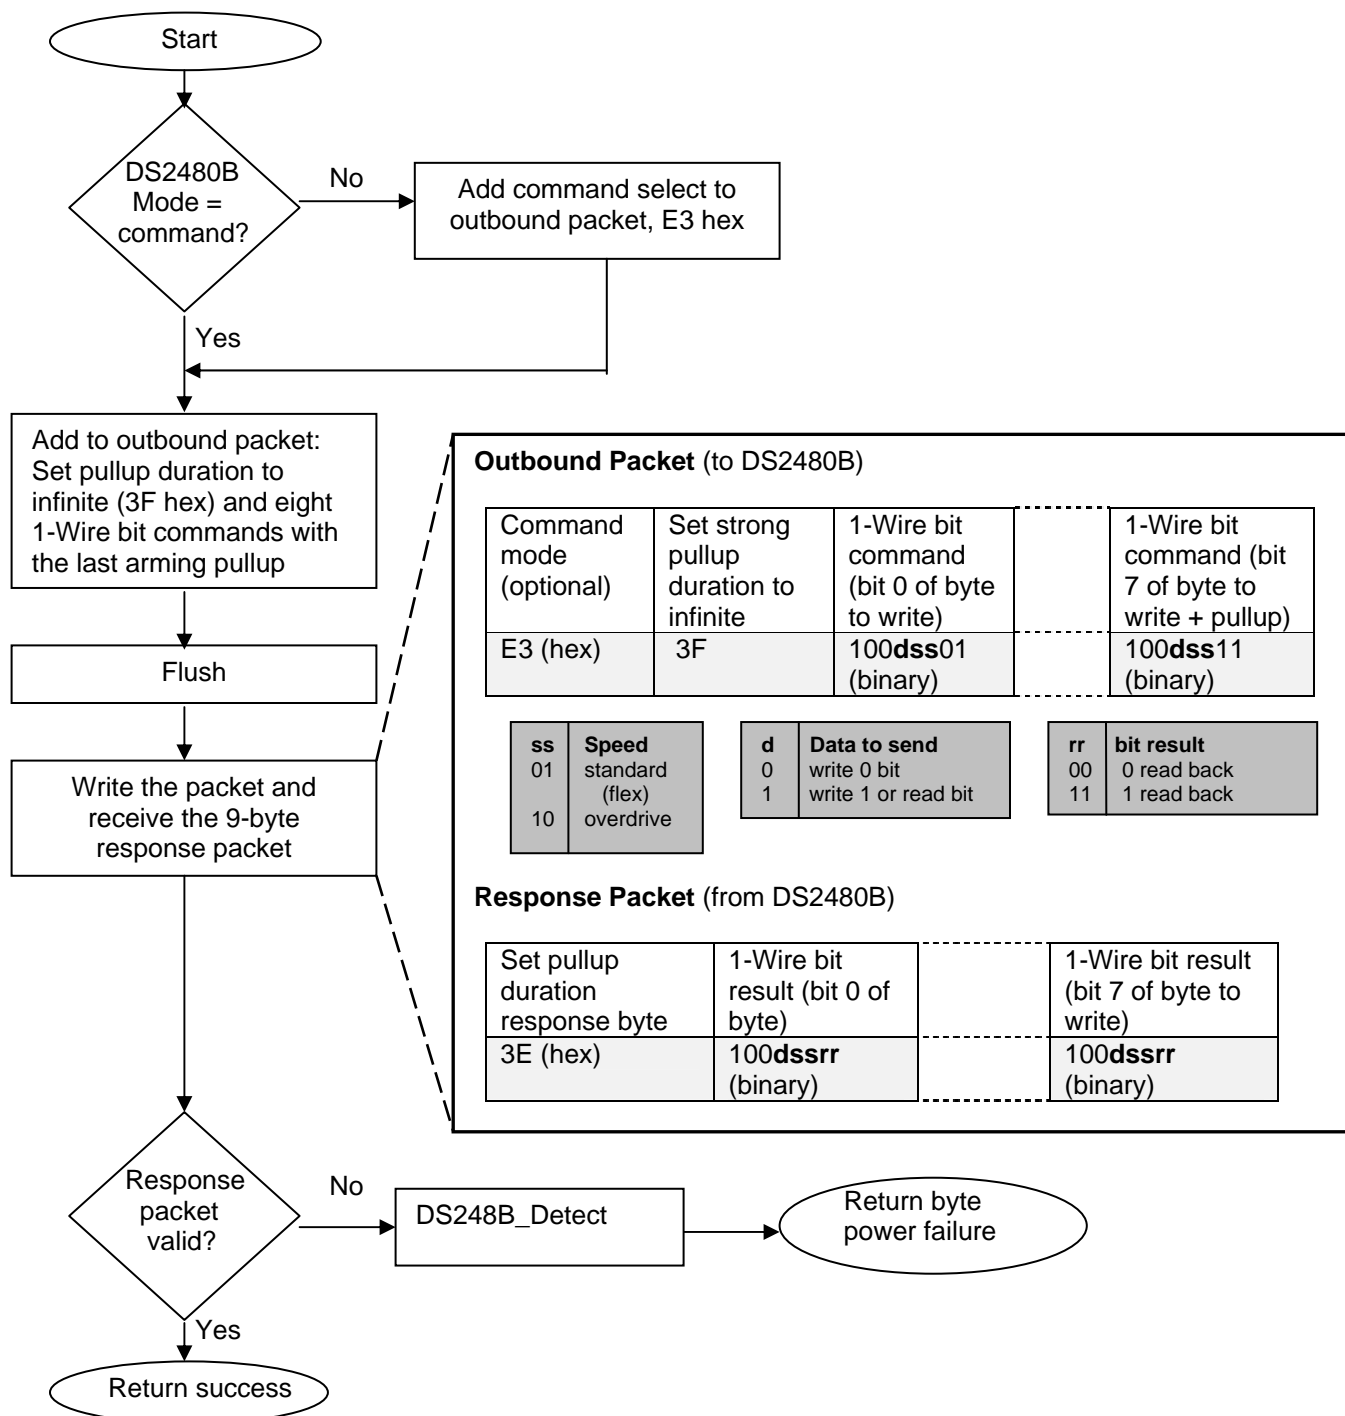 Start
DS2480B
Mode =
command?
No
Add command select to
outbound packet, E3 hex
Yes
Add to outbound packet:
Set pullup duration to
infinite (3F hex) and eight
1-Wire bit commands with
the last arming pullup
Flush
Write the packet and
receive the 9-byte
response packet
Outbound Packet (to DS2480B)
Command
mode
(optional)
Set strong
pullup
duration to
infinite
1-Wire bit
command
(bit 0 of byte
to write)
1-Wire bit
command (bit
7 of byte to
write + pullup)
E3 (hex)
3F
100dss01
(binary)
100dss11
(binary)
ss Speed
01 standard
(flex)
10 overdrive
d Data to send
0 write 0 bit
1 write 1 or read bit
rr bit result
00 0 read back
11 1 read back
Response Packet (from DS2480B)
Set pullup
duration
response byte
1-Wire bit
result (bit 0 of
byte)
1-Wire bit result
(bit 7 of byte to
write)
3E (hex)
100dssrr
(binary)
100dssrr
(binary)
Response
packet
valid?
No
DS248B_Detect
Return byte
power failure
Yes
Return success